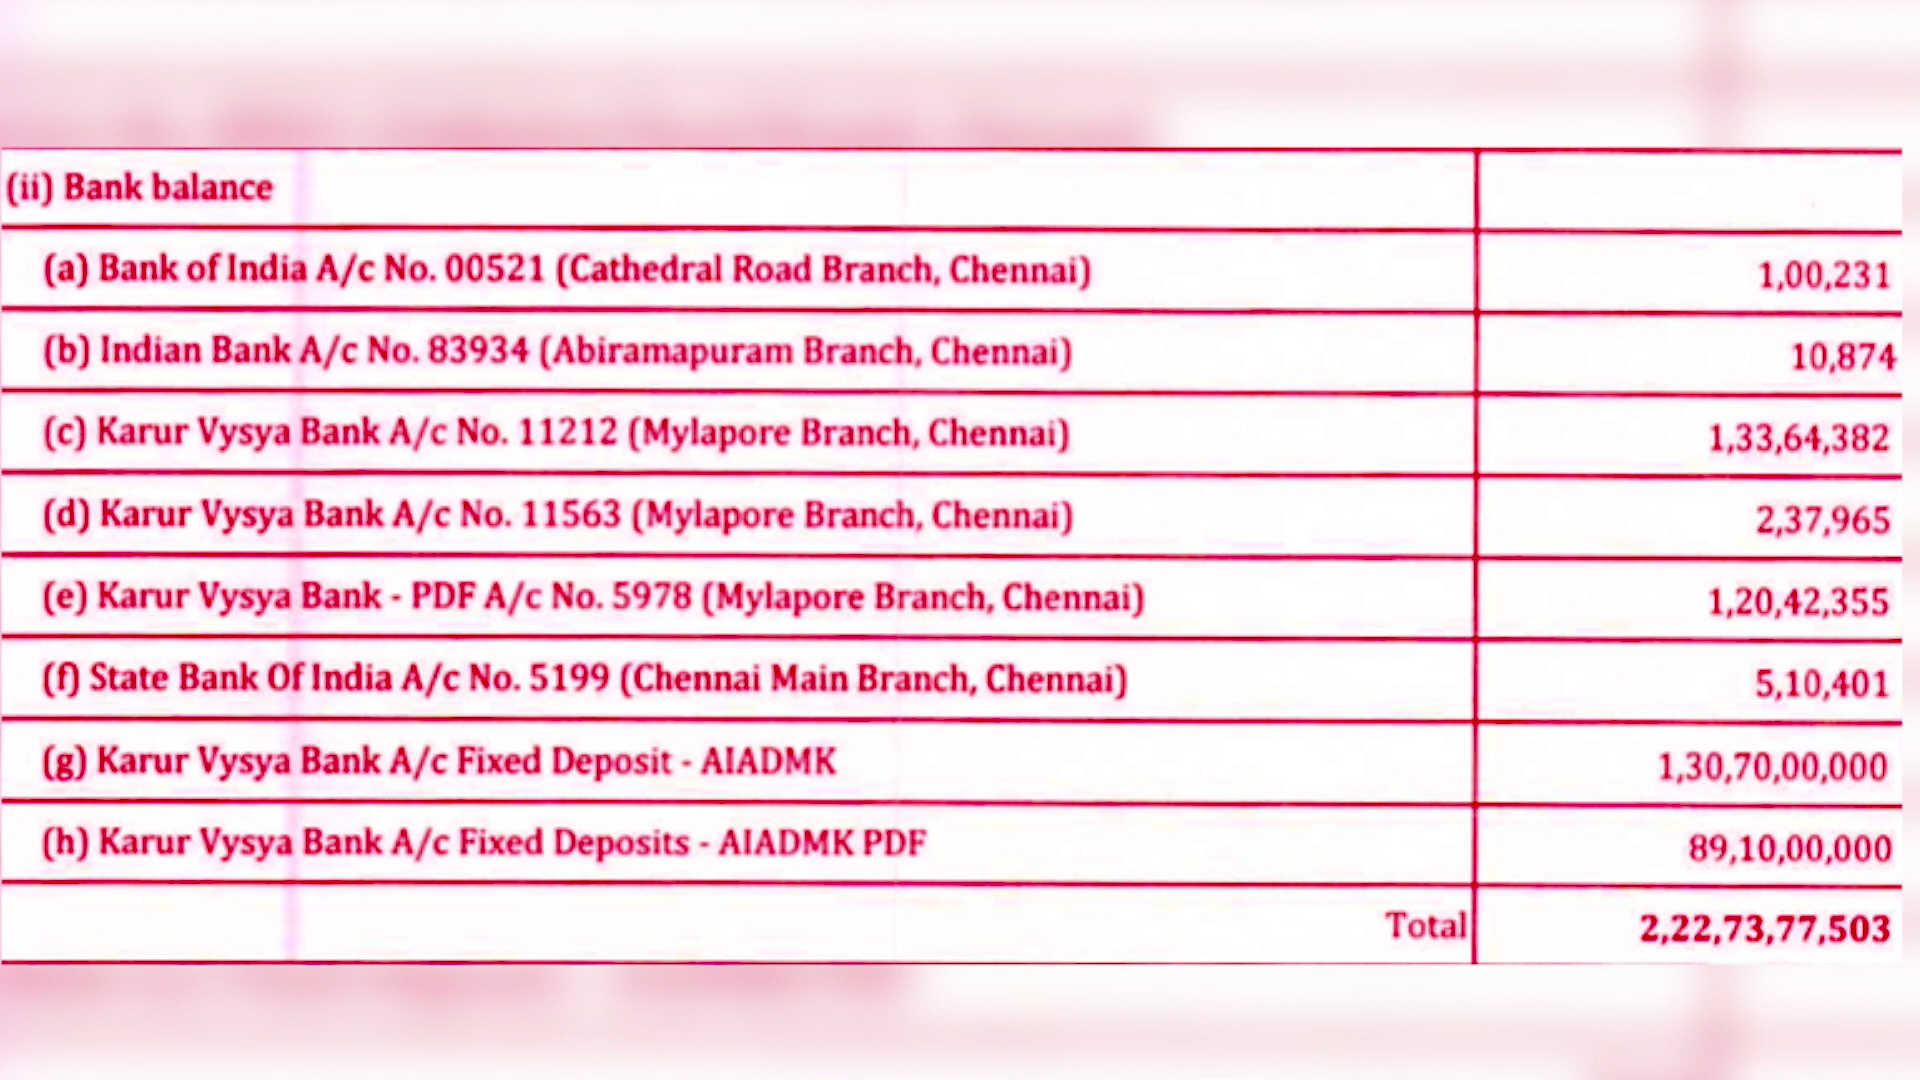 (ii) Bank balance
(a) Bank of India A/c No. 00521 (Cathedral Road Branch, Chennai) 1,00,231
(b) Indian Bank A/c No. 83934 (Abiramapuram Branch, Chennai) 10,874
(c) Karur Vysya Bank A/c No. 11212 (Mylapore Branch, Chennai) 1,33,64,382
(d) Karur Vysya Bank A/c No. 11563 (Mylapore Branch, Chennai) 2,37,965
(e) Karur Vysya Bank - PDF A/c No. 5978 (Mylapore Branch, Chennai) 1,20,42,355
(f) State Bank Of India A/c No. 5199 (Chennai Main Branch, Chennai) 5,10,401
(g) Karur Vysya Bank A/c Fixed Deposit - AIADMK 1,30,70,00,000
(h) Karur Vysya Bank A/c Fixed Deposits - AIADMK PDF 89,10,00,000
Total 2,22,73,77,503